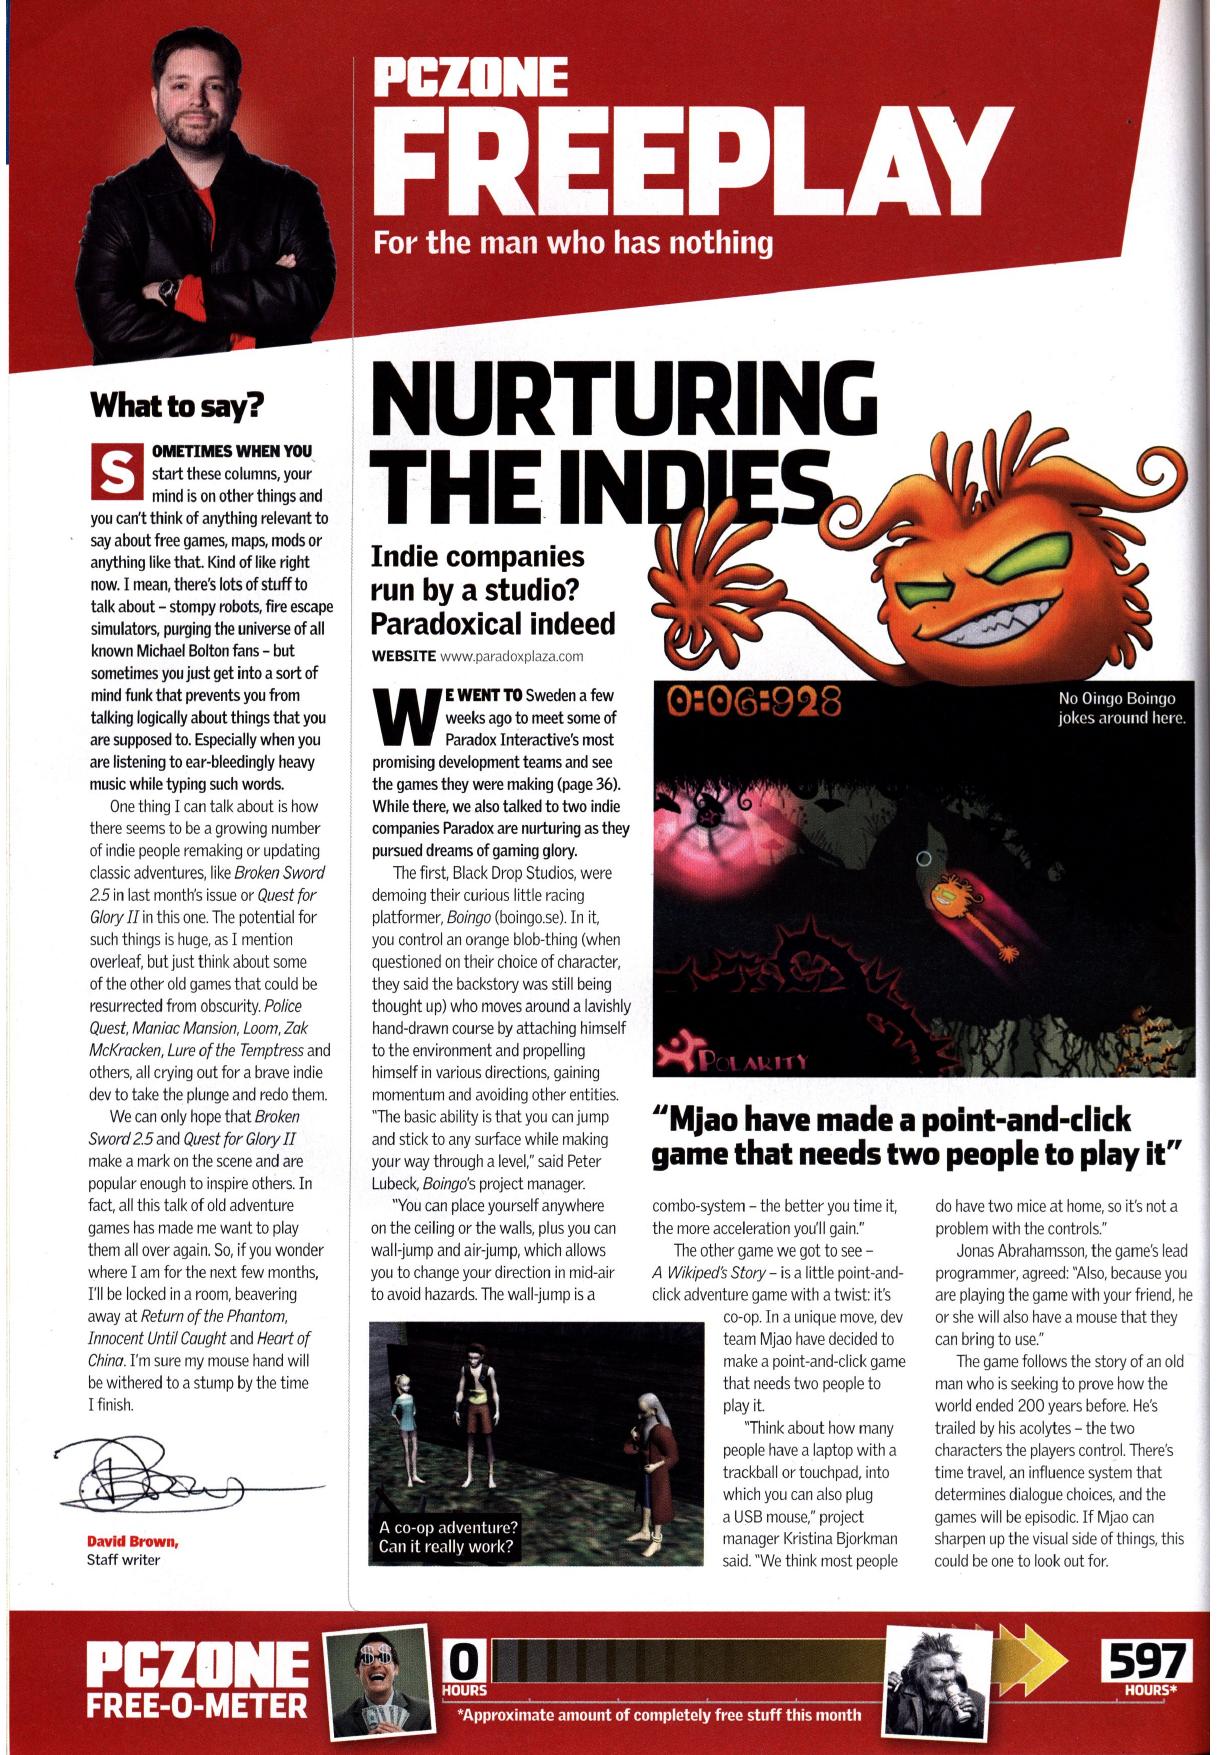 PCZONE
FREEPLAY
For the man who has nothing
What to say?
SOMETIMES WHEN YOU
start these columns, your
mind is on other things and
you can't think of anything relevant to
say about free games, maps, mods or
anything like that. Kind of like right
now. I mean, there's lots of stuff to
talk about – stompy robots, fire escape
simulators, purging the universe of all
known Michael Bolton fans – but
sometimes you just get into a sort of
mind funk that prevents you from
talking logically about things that you
are supposed to. Especially when you
are listening to ear-bleedingly heavy
music while typing such words.
One thing I can talk about is how
there seems to be a growing number
of indie people remaking or updating
classic adventures, like Broken Sword
2.5 in last month's issue or Quest for
Glory II in this one. The potential for
such things is huge, as I mention
overleaf, but just think about some
of the other old games that could be
resurrected from obscurity. Police
Quest, Maniac Mansion, Loom, Zak
McKracken, Lure of the Temptress and
others, all crying out for a brave indie
dev to take the plunge and redo them.
We can only hope that Broken
Sword 2.5 and Quest for Glory II
make a mark on the scene and are
popular enough to inspire others. In
fact, all this talk of old adventure
games has made me want to play
them all over again. So, if you wonder
where I am for the next few months,
I'll be locked in a room, beavering
away at Return of the Phantom,
Innocent Until Caught and Heart of
China. I'm sure my mouse hand will
be withered to a stump by the time
I finish.
David Brown,
Staff writer
NURTURING
THE INDIES
Indie companies
run by a studio?
Paradoxical indeed
WEBSITE www.paradoxplaza.com
WE WENT TO Sweden a few
weeks ago to meet some of
Paradox Interactive's most
promising development teams and see
the games they were making (page 36).
While there, we also talked to two indie
companies Paradox are nurturing as they
pursued dreams of gaming glory.
The first, Black Drop Studios, were
demoing their curious little racing
platformer, Boingo (boingo.se). In it,
you control an orange blob-thing (when
questioned on their choice of character,
they said the backstory was still being
thought up) who moves around a lavishly
hand-drawn course by attaching himself
to the environment and propelling
himself in various directions, gaining
momentum and avoiding other entities.
"The basic ability is that you can jump
and stick to any surface while making
your way through a level," said Peter
Lubeck, Boingo's project manager.
"You can place yourself anywhere
on the ceiling or the walls, plus you can
wall-jump and air-jump, which allows
you to change your direction in mid-air
to avoid hazards. The wall-jump is a
0:06:928
No Oingo Boingo
jokes around here.
POLARITY
"Mjao have made a point-and-click
game that needs two people to play it"
combo-system – the better you time it,
the more acceleration you'll gain."
The other game we got to see –
A Wikiped's Story – is a little point-and-
click adventure game with a twist: it's
co-op. In a unique move, dev
team Mjao have decided to
make a point-and-click game
that needs two people to
play it.
"Think about how many
people have a laptop with a
trackball or touchpad, into
which you can also plug
a USB mouse," project
manager Kristina Bjorkman
said. "We think most people
do have two mice at home, so it's not a
problem with the controls."
Jonas Abrahamsson, the game's lead
programmer, agreed: "Also, because you
are playing the game with your friend, he
or she will also have a mouse that they
can bring to use."
The game follows the story of an old
man who is seeking to prove how the
world ended 200 years before. He's
trailed by his acolytes – the two
characters the players control. There's
time travel, an influence system that
determines dialogue choices, and the
games will be episodic. If Mjao can
sharpen up the visual side of things, this
could be one to look out for.
A co-op adventure?
Can it really work?
PCZONE
FREE-O-METER
0
HOURS
597
HOURS*
*Approximate amount of completely free stuff this month